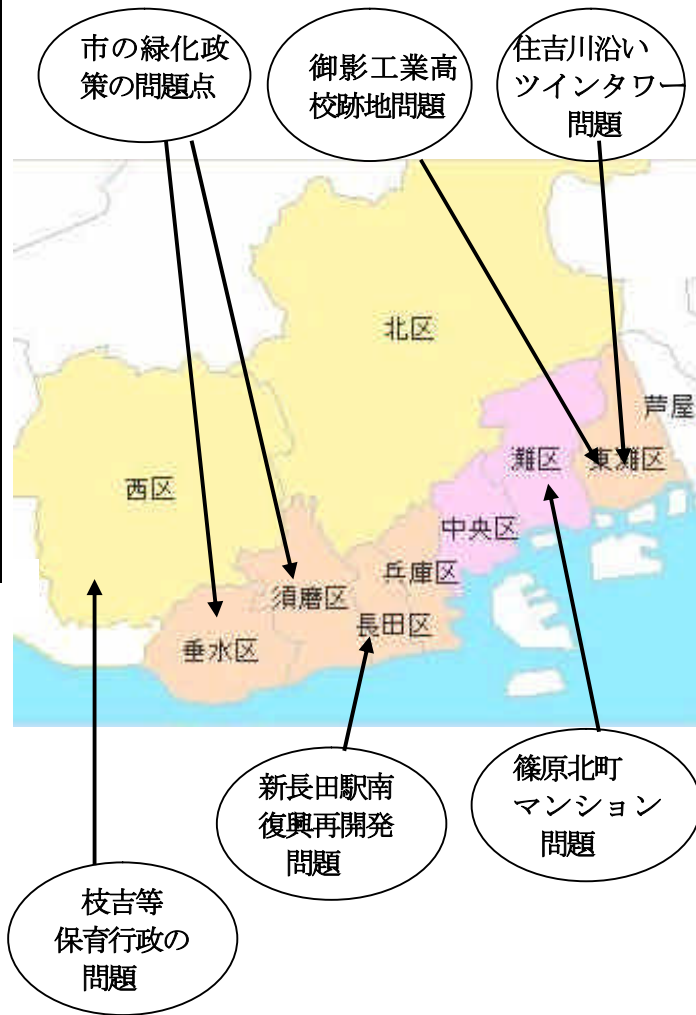 市の緑化政
策の問題点
御影工業高
校跡地問題
住吉川沿い
ツインタワー
問題
北区
芦屋
灘区
東灘区
西区
中央区
兵庫区
須磨区
長田区
垂水区
新長田駅南
復興再開発
問題
篠原北町
マンション
問題
枝吉等
保育行政の
問題